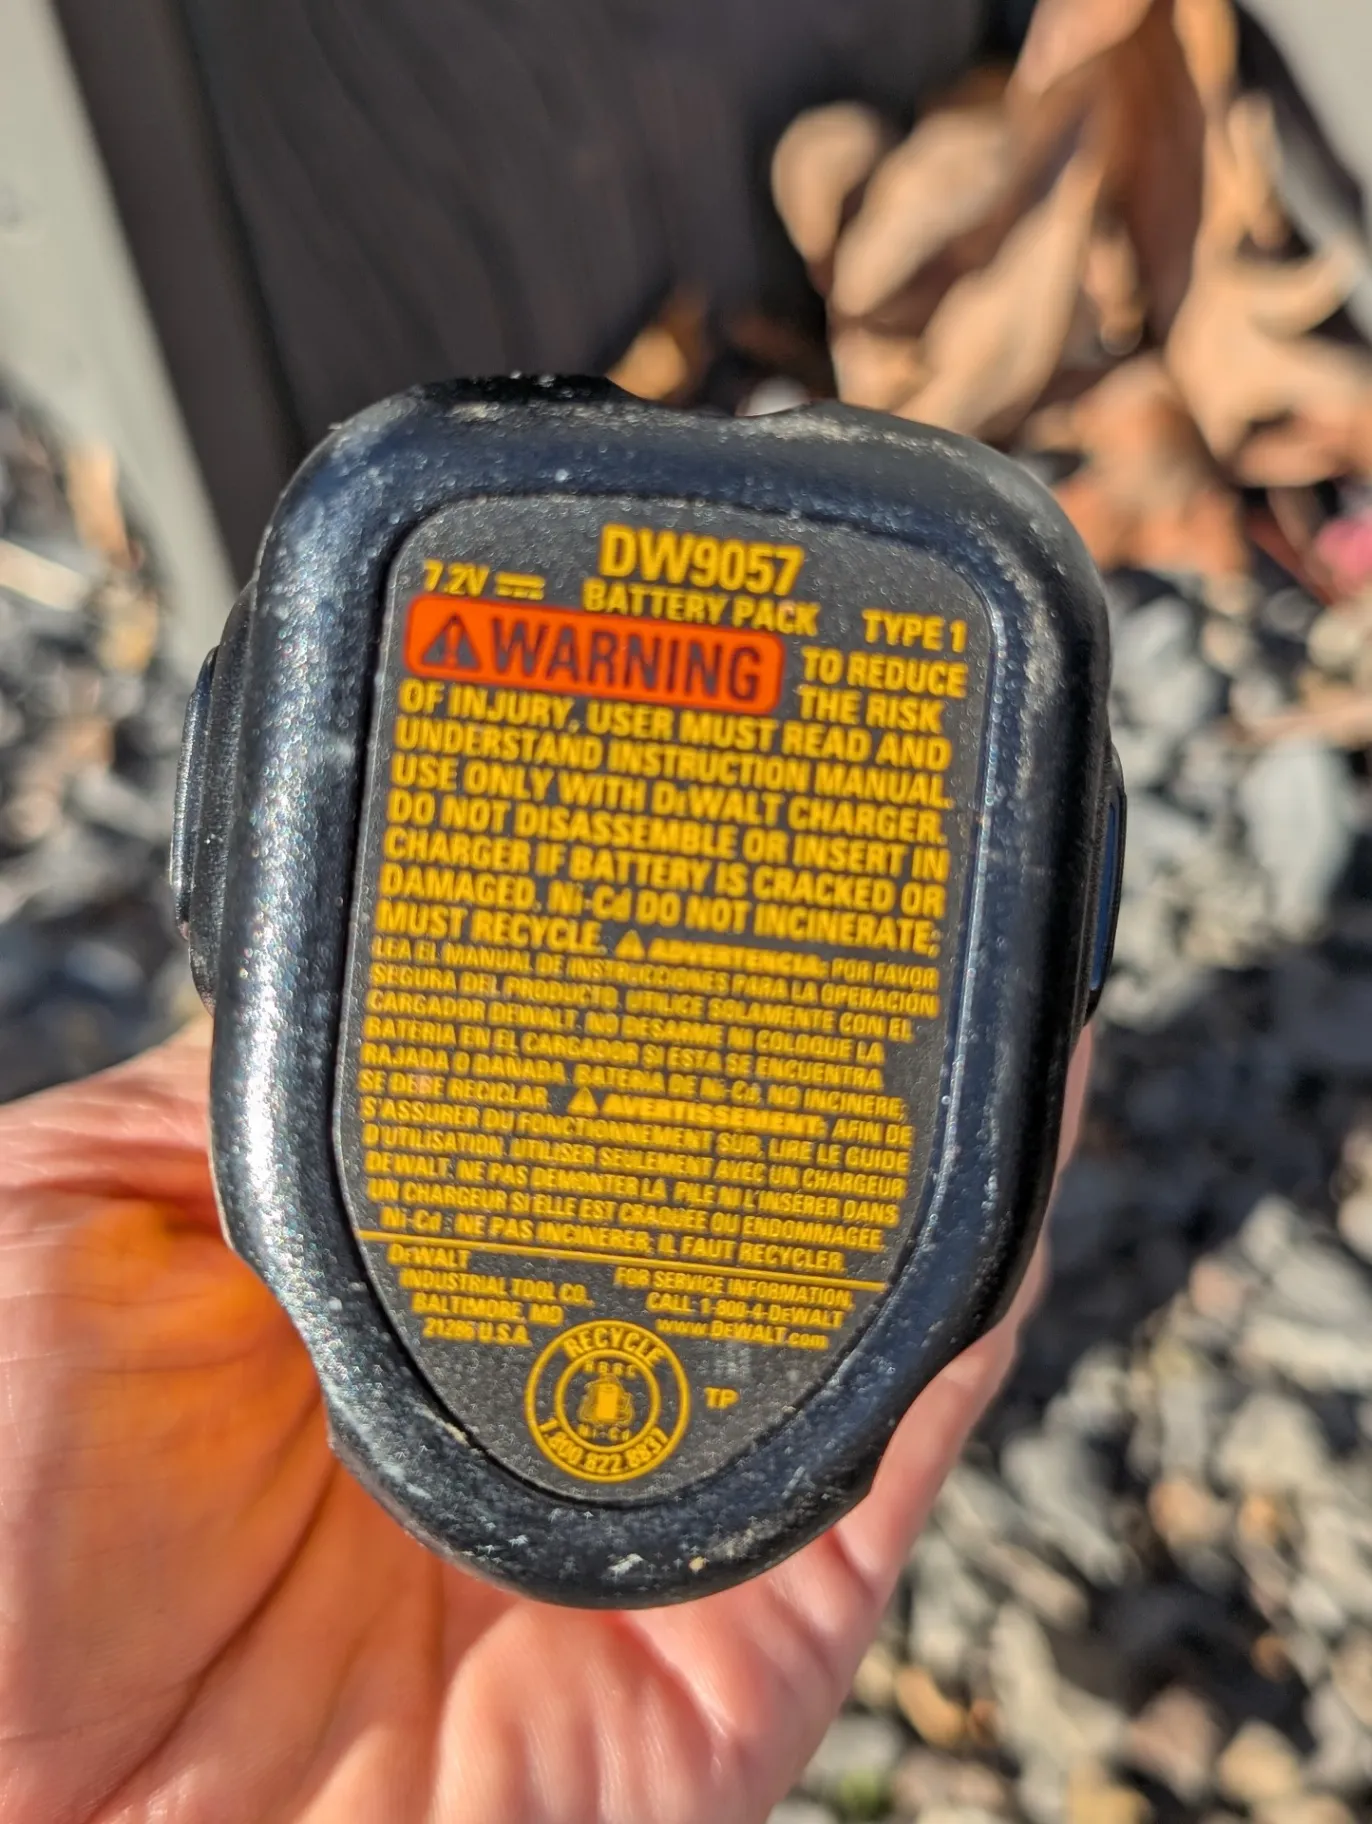 DW9057
7.2V BATTERY PACK TYPE 1
WARNING TO REDUCE
THE RISK
OF INJURY, USER MUST READ AND
UNDERSTAND INSTRUCTION MANUAL.
USE ONLY WITH DEWALT CHARGER.
DO NOT DISASSEMBLE OR INSERT IN
CHARGER IF BATTERY IS CRACKED OR
DAMAGED. Ni-Cd DO NOT INCINERATE;
MUST RECYCLE. ADVERTENCIA: POR FAVOR
LEA EL MANUAL DE INSTRUCCIONES PARA LA OPERACION
SEGURA DEL PRODUCTO. UTILICE SOLAMENTE CON EL
CARGADOR DEWALT. NO DESARME NI COLOQUE LA
BATERIA EN EL CARGADOR SI ESTA SE ENCUENTRA
RAJADA O DAÑADA. BATERIA DE Ni-Cd, NO INCINERE;
SE DEBE RECICLAR. AVERTISSEMENT: AFIN DE
S'ASSURER DU FONCTIONNEMENT SUR, LIRE LE GUIDE
D'UTILISATION, UTILISER SEULEMENT AVEC UN CHARGEUR
DEWALT. NE PAS DEMONTER LA PILE NI L'INSÉRER DANS
UN CHARGEUR SI ELLE EST CRAQUÉE OU ENDOMMAGÉE.
Ni-Cd : NE PAS INCINERER; IL FAUT RECYCLER.
DEWALT
INDUSTRIAL TOOL CO.,
BALTIMORE, MD
21286 U.S.A.
FOR SERVICE INFORMATION,
CALL 1-800-4-DEWALT
www.DEWALT.com
RECYCLE
RBRC
Ni-Cd
1.800.822.8837
TP